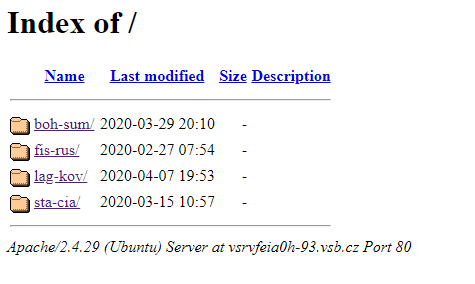 Index of /
Name Last modified Size Description
boh-sum/ 2020-03-29 20:10 -
fis-rus/ 2020-02-27 07:54 -
lag-kov/ 2020-04-07 19:53 -
sta-cia/ 2020-03-15 10:57 -
Apache/2.4.29 (Ubuntu) Server at vsrvfeia0h-93.vsb.cz Port 80